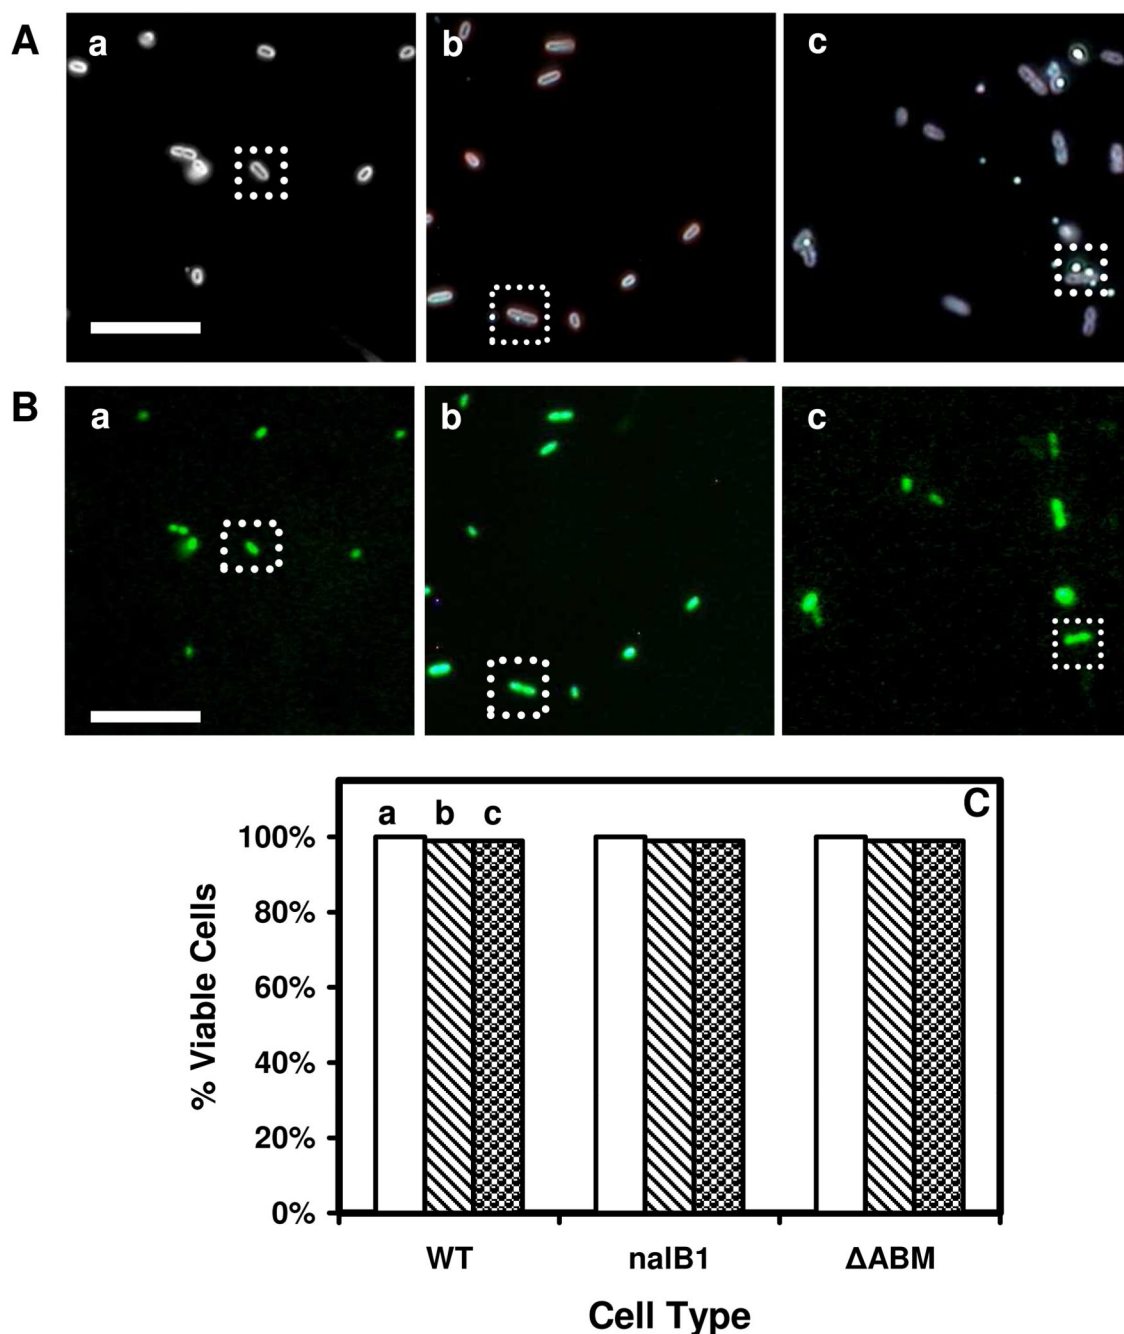 A
a
b
c
B
a
b
c
C
a b c
100%
80%
60%
40%
20%
0%
% Viable Cells
WT nalB1 ΔABM
Cell Type